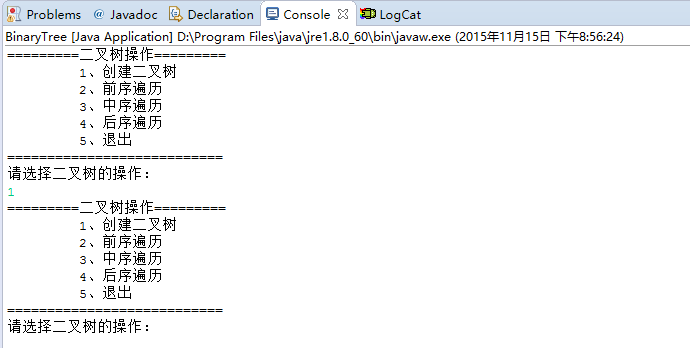 Problems @ Javadoc Declaration Console LogCat
BinaryTree [Java Application] D:\Program Files\java\jre1.8.0_60\bin\javaw.exe (2015年11月15日 下午8:56:24)
=========二叉树操作=========
1、创建二叉树
2、前序遍历
3、中序遍历
4、后序遍历
5、退出
===========================
请选择二叉树的操作：
1
=========二叉树操作=========
1、创建二叉树
2、前序遍历
3、中序遍历
4、后序遍历
5、退出
===========================
请选择二叉树的操作：